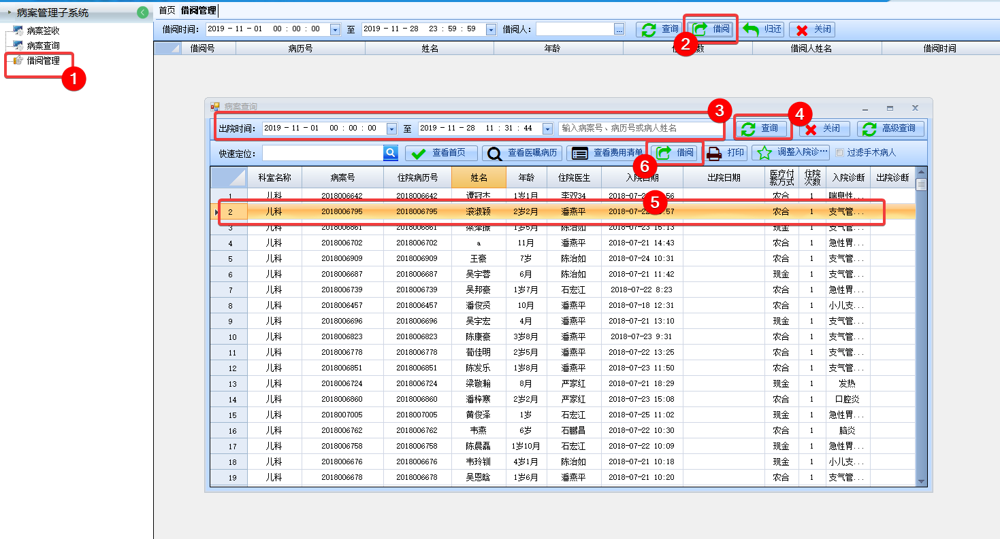 病案管理子系统
病案签收
病案查询
借阅管理
1
首页 借阅管理
借阅时间： 2019 - 11 - 01 00 : 00 : 00 至 2019 - 11 - 28 23 : 59 : 59 借阅人： ... 查询 借阅 归还 关闭
2
借阅号 病历号 姓名 年龄 住 数 借阅人姓名 借阅时间
病案查询
3
4
出院时间： 2019 - 11 - 01 00 : 00 : 00 至 2019 - 11 - 28 11 : 31 : 44 输入病案号、病历号或病人姓名 查询 关闭 高级查询
快速定位： 查看首页 查看医嘱病历 查看费用清单 借阅 打印 调整入院诊… 过滤手术病人
6
科室名称 病案号 住院病历号 姓名 年龄 住院医生 入院日期 出院日期 医疗付款方式 住院次数 入院诊断 出院诊断
5
1 儿科 2018006642 2018006642 谭冠杰 1岁1月 李双34 2018-07-2 56 农合 1 喘息性...
2 儿科 2018006795 2018006795 滚淑颖 2岁2月 潘燕平 2018-07-22 :57 农合 1 支气管...
3 儿科 2018006861 2018006861 梁泽振 1岁5月 陈治如 2018-07-23 15:13 现金 1 支气管...
4 儿科 2018006702 2018006702 a 11月 潘燕平 2018-07-21 14:43 农合 1 急性胃...
5 儿科 2018006909 2018006909 王豪 7岁 陈治如 2018-07-24 10:31 农合 1 支气管...
6 儿科 2018006687 2018006687 吴宇蓉 6月 陈治如 2018-07-21 11:42 现金 1 支气管...
7 儿科 2018006739 2018006739 吴邦豪 1岁7月 石宏江 2018-07-22 8:23 农合 1 急性胃...
8 儿科 2018006457 2018006457 潘俊贤 10月 潘燕平 2018-07-18 12:31 农合 1 小儿支...
9 儿科 2018006696 2018006696 吴宇宏 4月 潘燕平 2018-07-21 13:10 现金 1 支气管...
10 儿科 2018006823 2018006823 陈康豪 3岁8月 潘燕平 2018-07-23 9:31 农合 1 支气管...
11 儿科 2018006778 2018006778 荀佳明 2岁5月 潘燕平 2018-07-22 13:25 农合 1 支气管...
12 儿科 2018006851 2018006851 陈发乐 1岁8月 潘燕平 2018-07-23 11:50 农合 1 支气管...
13 儿科 2018006724 2018006724 梁敬瀚 8月 严家红 2018-07-21 18:29 现金 1 发热
14 儿科 2018006860 2018006860 潘梓寒 2岁2月 严家红 2018-07-23 15:08 农合 1 口腔炎
15 儿科 2018007005 2018007005 黄俊泽 1岁 石宏江 2018-07-25 11:02 现金 1 急性胃...
16 儿科 2018006762 2018006762 韦燕 6岁 石鹏昌 2018-07-22 10:30 农合 1 脑炎
17 儿科 2018006758 2018006758 陈晨磊 1岁10月 石宏江 2018-07-22 10:09 现金 1 急性胃...
18 儿科 2018006676 2018006676 韦玲钏 4岁1月 陈治如 2018-07-21 10:18 现金 1 小儿支...
19 儿科 2018006678 2018006678 吴恩晗 1岁6月 潘燕平 2018-07-21 10:20 农合 1 支气管...